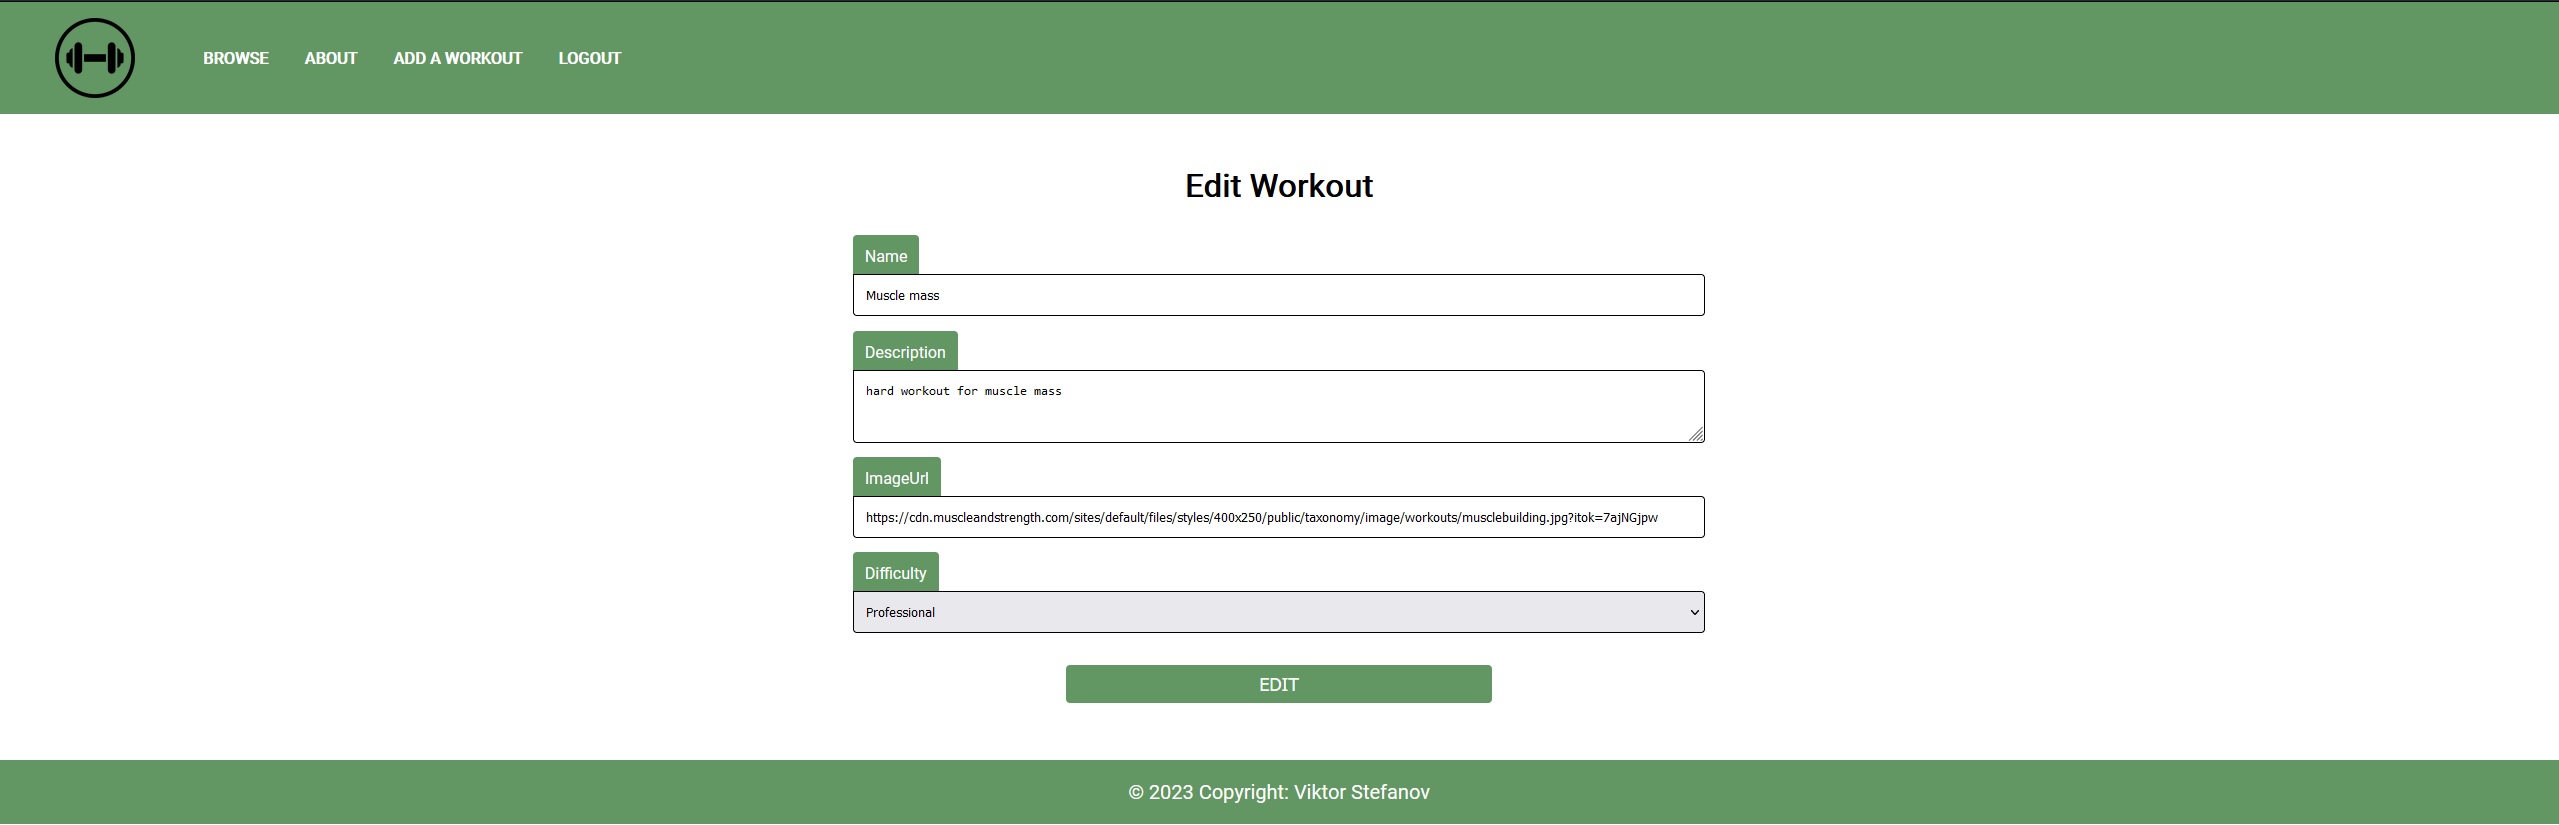 BROWSE ABOUT ADD A WORKOUT LOGOUT
Edit Workout
Name
Muscle mass
Description
hard workout for muscle mass
ImageUrl
https://cdn.muscleandstrength.com/sites/default/files/styles/400x250/public/taxonomy/image/workouts/musclebuilding.jpg?itok=7ajNGjpw
Difficulty
Professional
EDIT
© 2023 Copyright: Viktor Stefanov